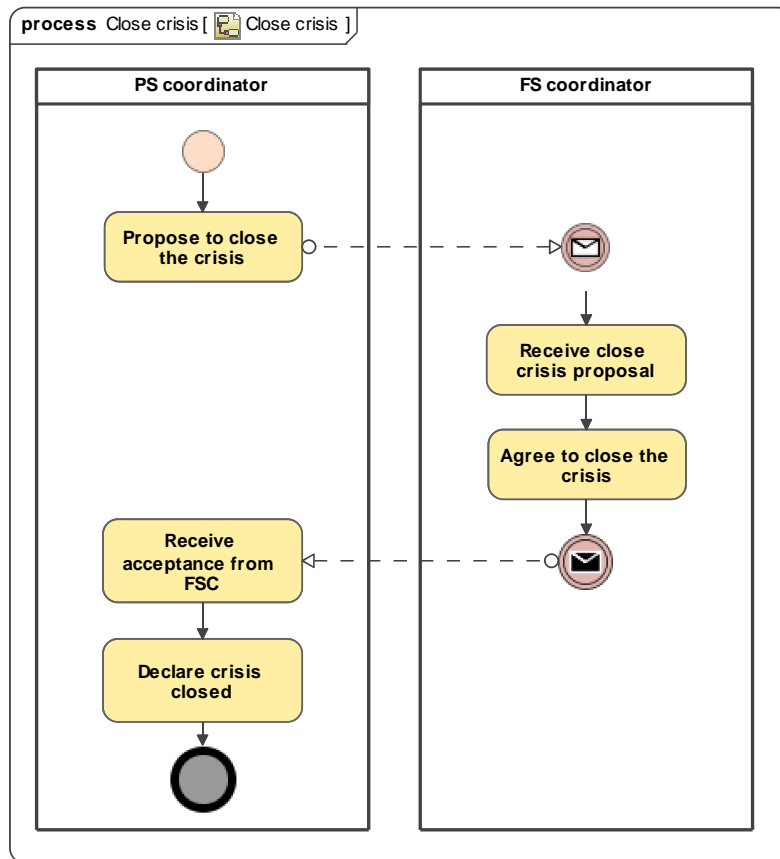 process Close crisis [ Close crisis ]
PS coordinator
FS coordinator
Propose to close
the crisis
Receive close
crisis proposal
Agree to close the
crisis
Receive
acceptance from
FSC
Declare crisis
closed